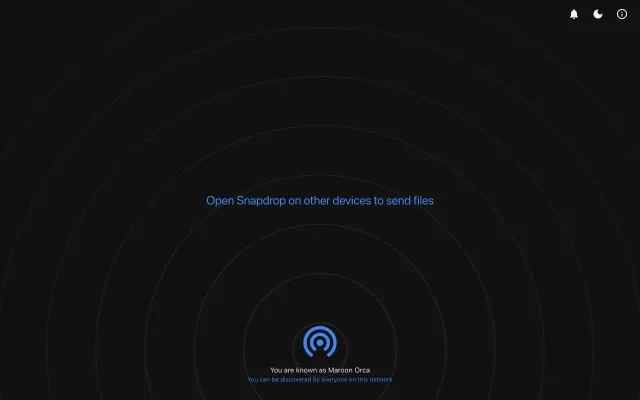 Open Snapdrop on other devices to send files
You are known as Maroon Orca
You can be discovered by everyone on this network